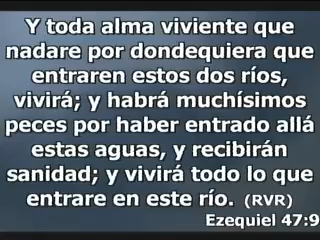 Y toda alma viviente que
nadare por dondequiera que
entraren estos dos ríos,
vivirá; y habrá muchísimos
peces por haber entrado allá
estas aguas, y recibirán
sanidad; y vivirá todo lo que
entrare en este río. (RVR)
Ezequiel 47:9